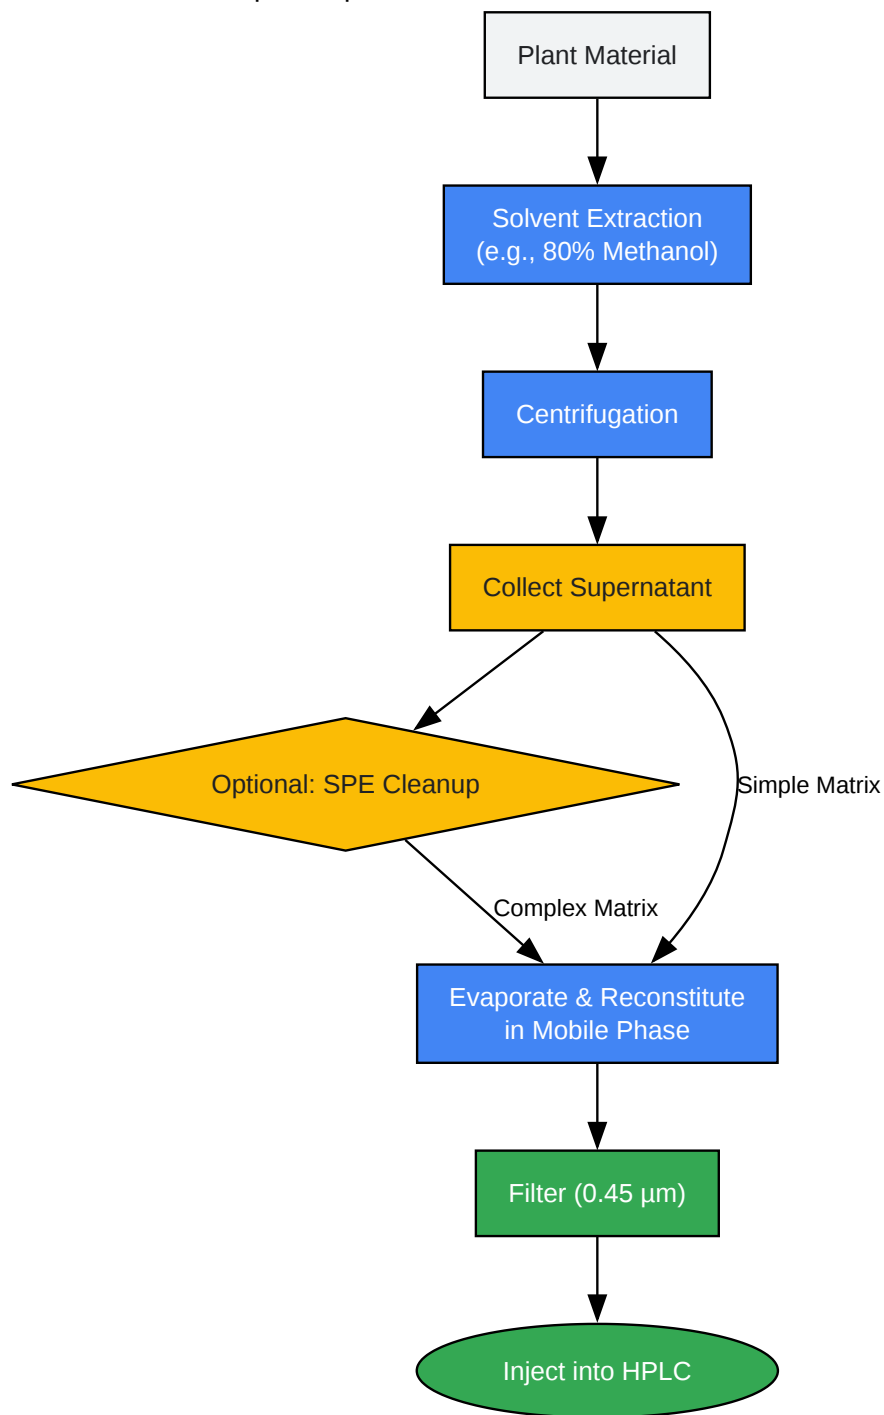 Plant Material
Solvent Extraction
(e.g., 80% Methanol)
Centrifugation
Collect Supernatant
Optional: SPE Cleanup
Simple Matrix
Complex Matrix
Evaporate & Reconstitute
in Mobile Phase
Filter (0.45 µm)
Inject into HPLC